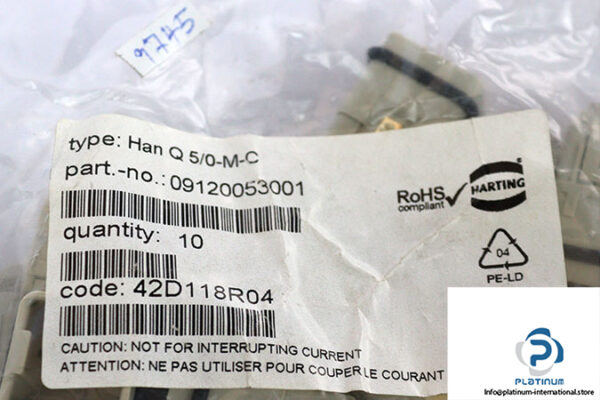 9775
type: Han Q 5/0-M-C
part.-no.: 09120053001
RoHS
compliant
HARTING
quantity: 10
04
PE-LD
code: 42D118R04
CAUTION: NOT FOR INTERRUPTING CURRENT
ATTENTION: NE PAS UTILISER POUR COUPER LE COURANT
PLATINUM
Info@platinum-international.store